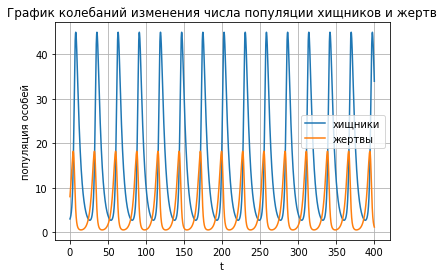 График колебаний изменения числа популяции хищников и жертв
популяция особей
40
30
20
10
0
хищники
жертвы
0 50 100 150 200 250 300 350 400
t